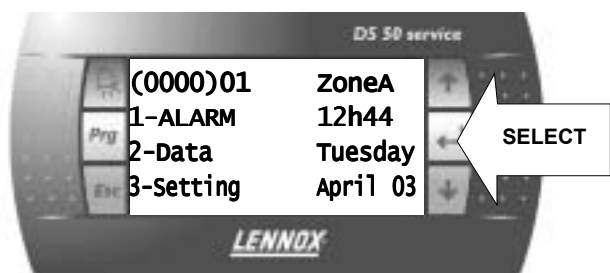 DS 50 service
(0000)01 ZoneA
1-ALARM 12h44
Prg 2-Data Tuesday
Esc 3-Setting April 03
SELECT
LENNOX